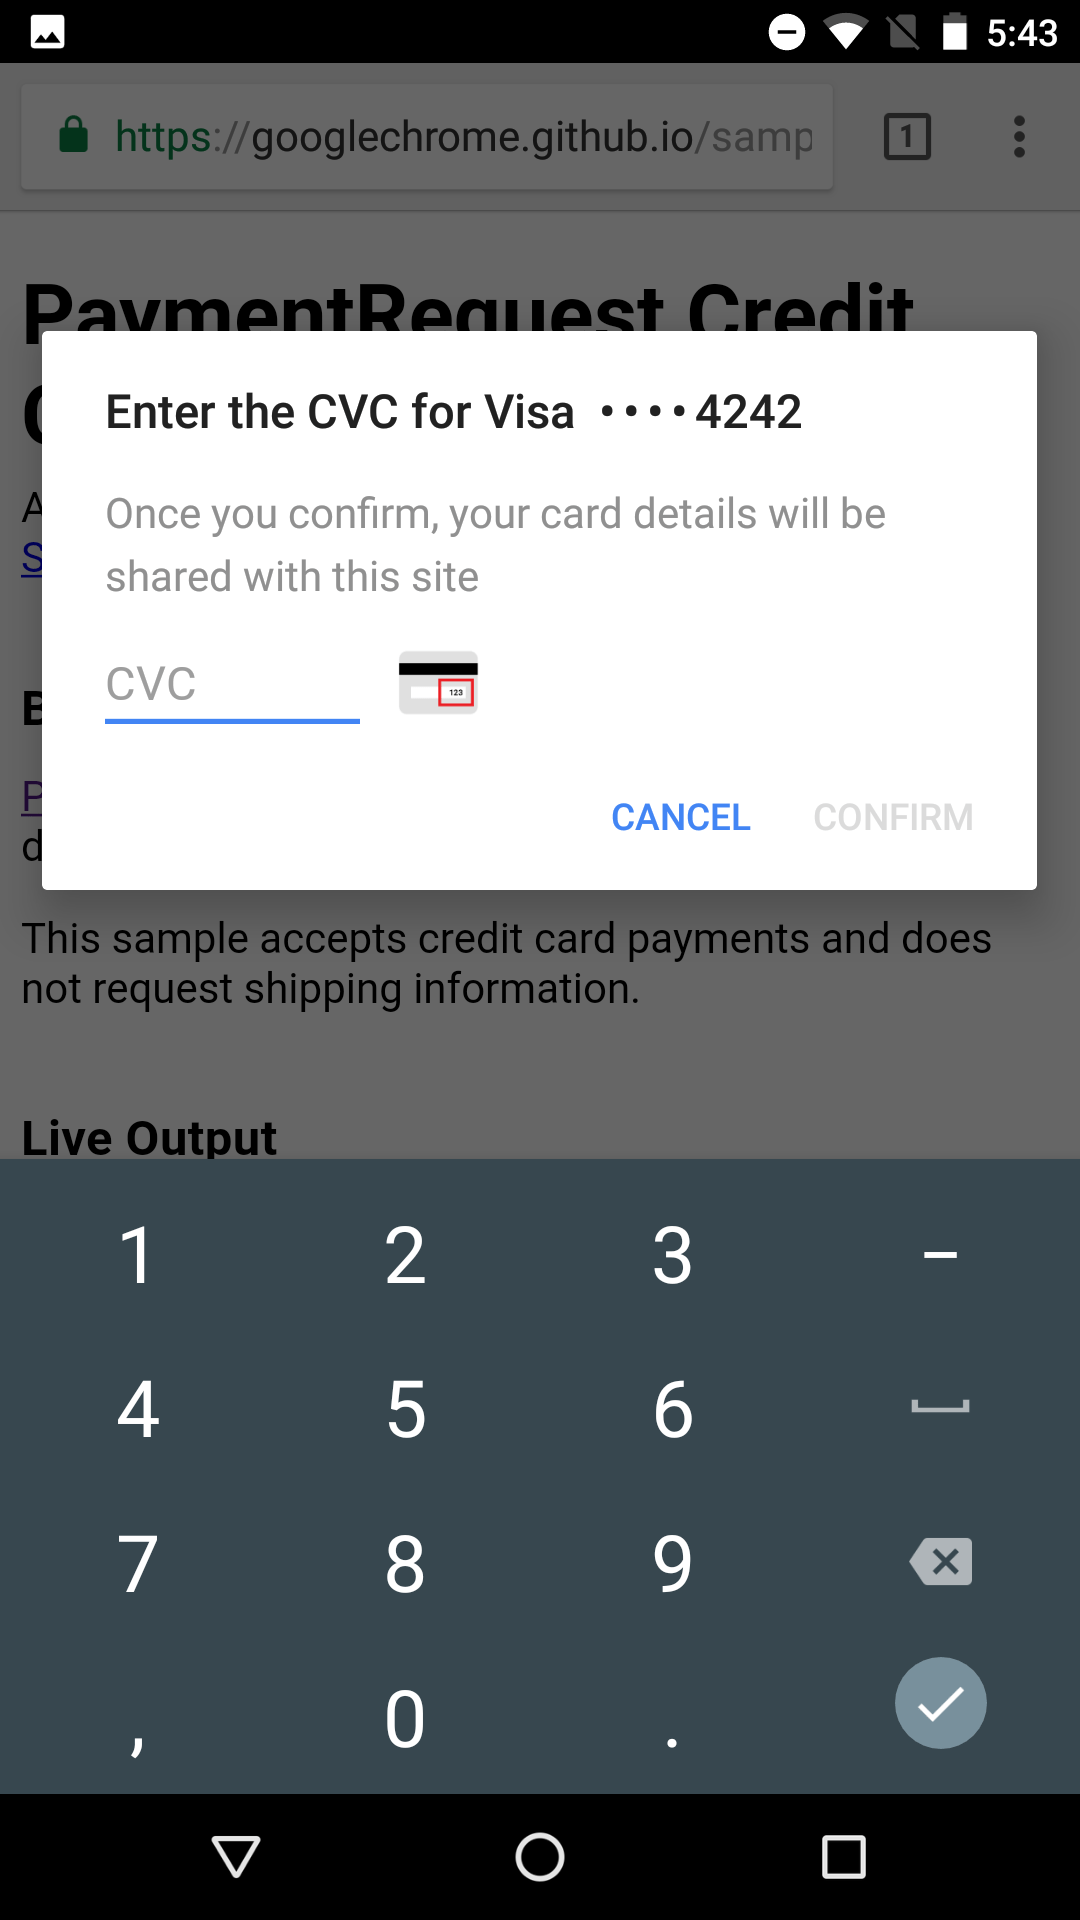 5:43
https://googlechrome.github.io/samp
1
PaymentRequest Credit
Enter the CVC for Visa ····4242
Once you confirm, your card details will be
shared with this site
CVC
123
CANCEL CONFIRM
This sample accepts credit card payments and does
not request shipping information.
Live Output
1 2 3 –
4 5 6
7 8 9
, 0 .